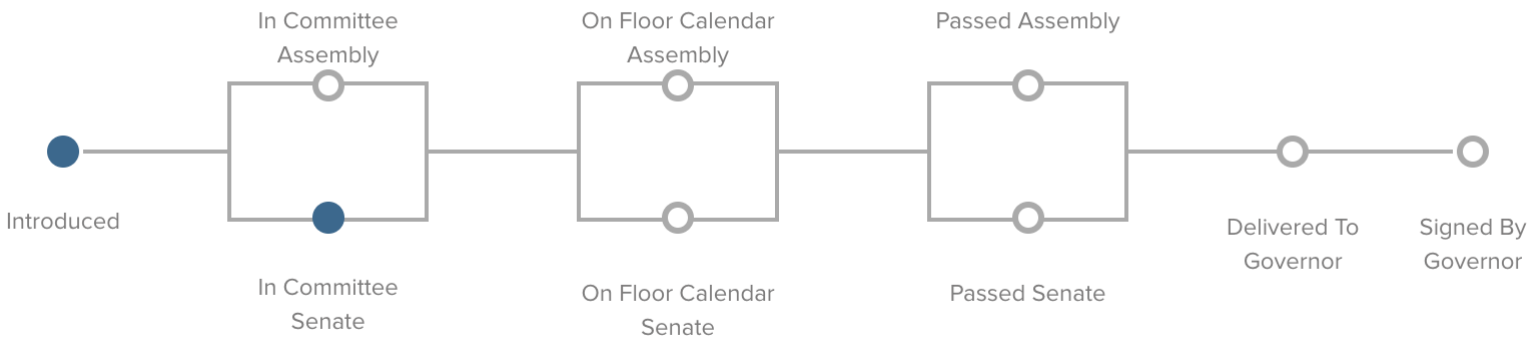 In Committee
Assembly
On Floor Calendar
Assembly
Passed Assembly
Introduced
In Committee
Senate
On Floor Calendar
Senate
Passed Senate
Delivered To
Governor
Signed By
Governor